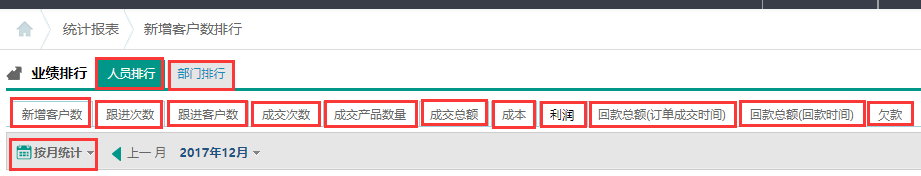 统计报表 新增客户数排行
业绩排行 人员排行 部门排行
新增客户数 跟进次数 跟进客户数 成交次数 成交产品数量 成交总额 成本 利润 回款总额(订单成交时间) 回款总额(回款时间) 欠款
按月统计 上一月 2017年12月